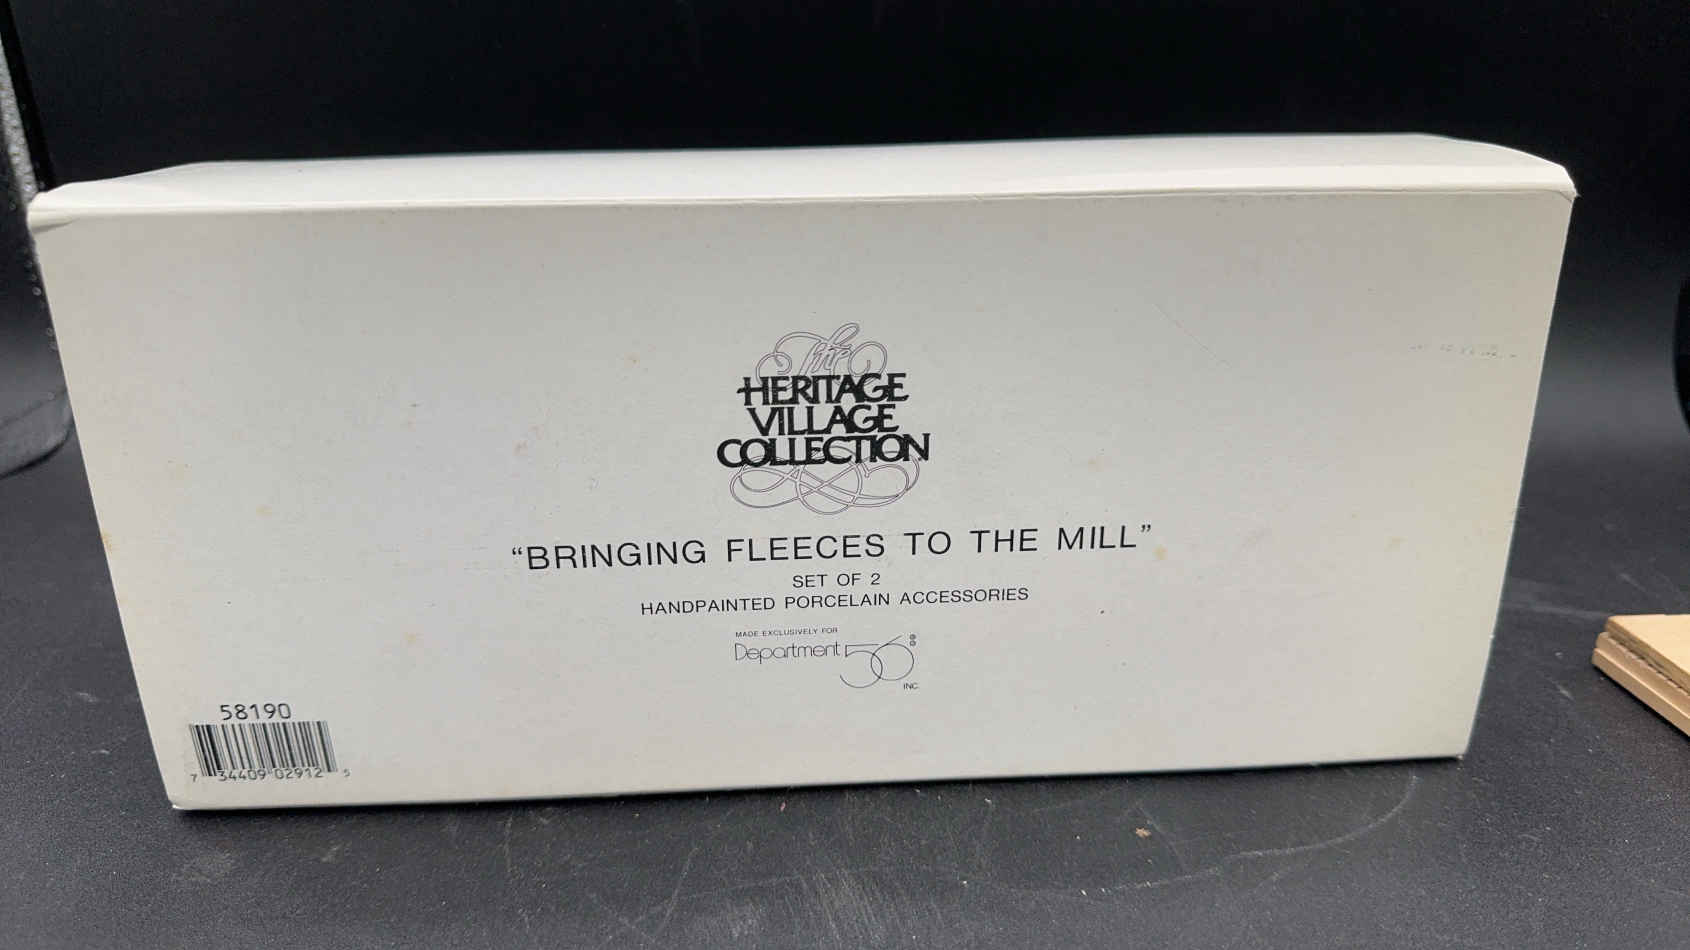 The
HERITAGE
VILLAGE
COLLECTION
"BRINGING FLEECES TO THE MILL"
SET OF 2
HANDPAINTED PORCELAIN ACCESSORIES
MADE EXCLUSIVELY FOR
Department 56®
INC.
58190
7 34409 02912 5